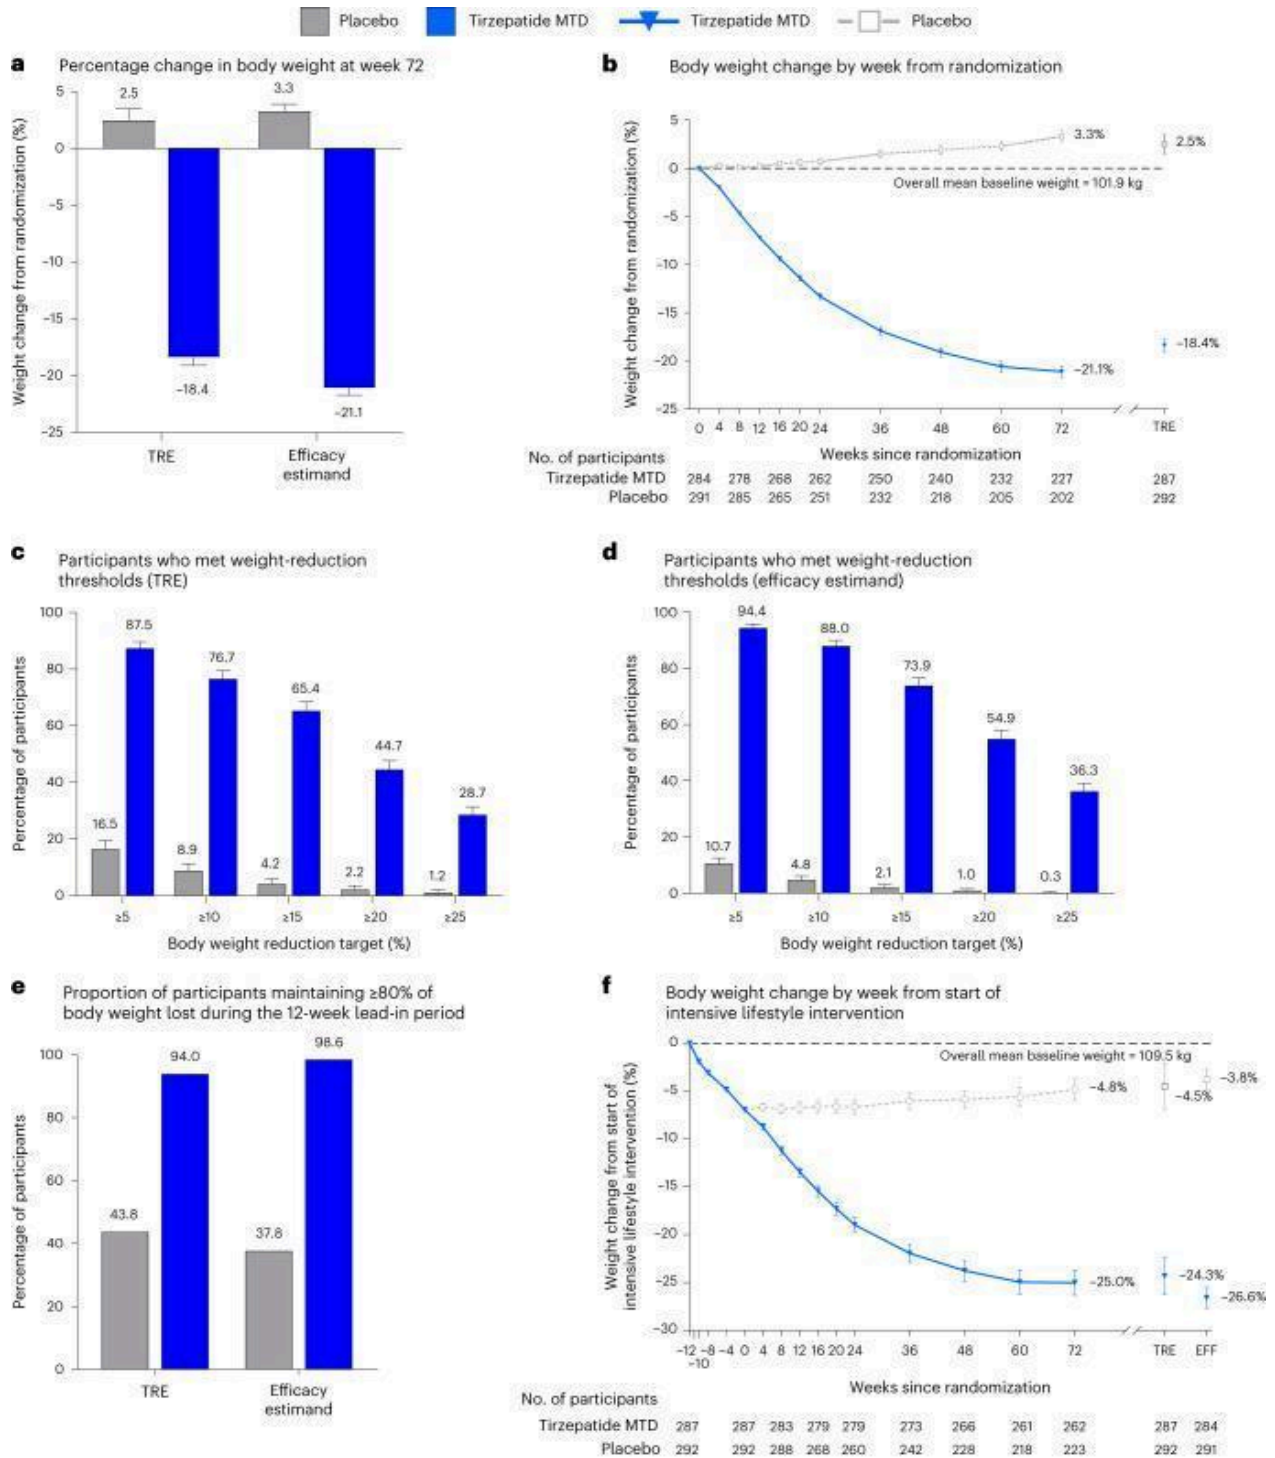 Placebo Tirzepatide MTD Tirzepatide MTD Placebo
a Percentage change in body weight at week 72
Weight change from randomization (%)
5
0
−5
−10
−15
−20
−25
2.5
3.3
−18.4
−21.1
TRE
Efficacy
estimand
b Body weight change by week from randomization
Weight change from randomization (%)
5
0
−5
−10
−15
−20
−25
3.3%
2.5%
Overall mean baseline weight = 101.9 kg
−18.4%
−21.1%
0 4 8 12 16 20 24 36 48 60 72 TRE
Weeks since randomization
No. of participants
Tirzepatide MTD 284 278 268 262 250 240 232 227 287
Placebo 291 285 265 251 232 218 205 202 292
c Participants who met weight-reduction
thresholds (TRE)
Percentage of participants
100
80
60
40
20
0
16.5
87.5
8.9
76.7
4.2
65.4
2.2
44.7
1.2
28.7
≥5 ≥10 ≥15 ≥20 ≥25
Body weight reduction target (%)
d Participants who met weight-reduction
thresholds (efficacy estimand)
Percentage of participants
100
80
60
40
20
0
10.7
94.4
4.8
88.0
2.1
73.9
1.0
54.9
0.3
36.3
≥5 ≥10 ≥15 ≥20 ≥25
Body weight reduction target (%)
e Proportion of participants maintaining ≥80% of
body weight lost during the 12-week lead-in period
Percentage of participants
100
80
60
40
20
0
43.8
94.0
37.8
98.6
TRE
Efficacy
estimand
f Body weight change by week from start of
intensive lifestyle intervention
Weight change from start of
intensive lifestyle intervention (%)
0
−5
−10
−15
−20
−25
−30
Overall mean baseline weight = 109.5 kg
−4.8%
−4.5%
−3.8%
−25.0%
−24.3%
−26.6%
−12 −8 −4 0 4 8 12 16 20 24 36 48 60 72 TRE EFF
−10
Weeks since randomization
No. of participants
Tirzepatide MTD 287 287 283 279 279 273 266 261 262 287 284
Placebo 292 292 288 268 260 242 228 218 223 292 291